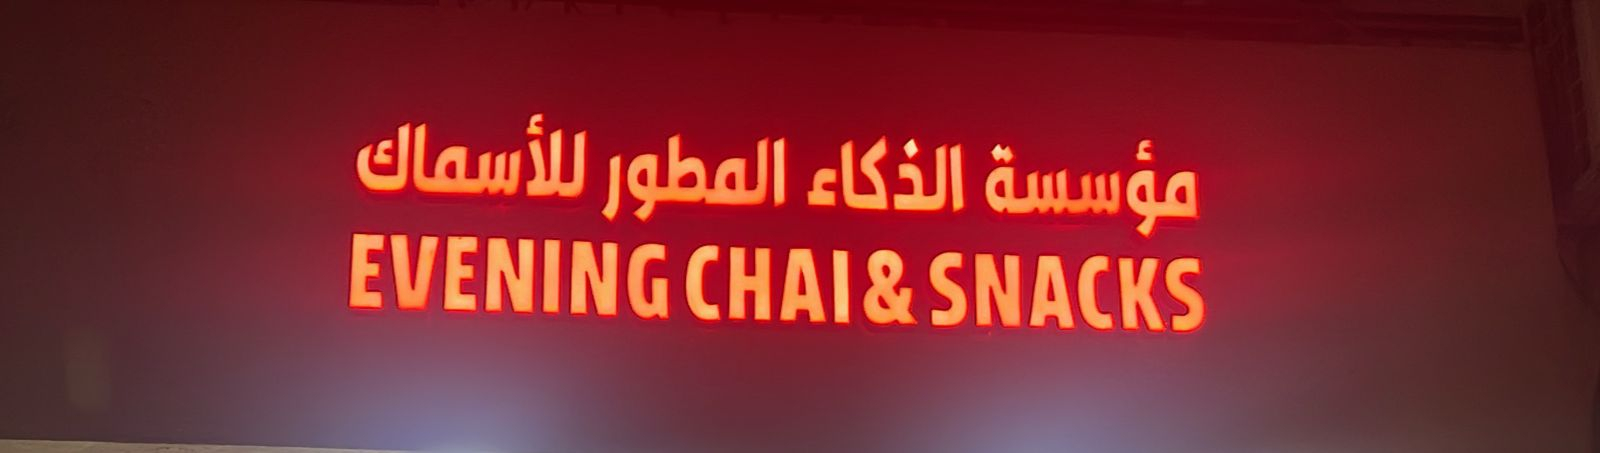 مؤسسة الذكاء المطور للأسماك
EVENING CHAI & SNACKS